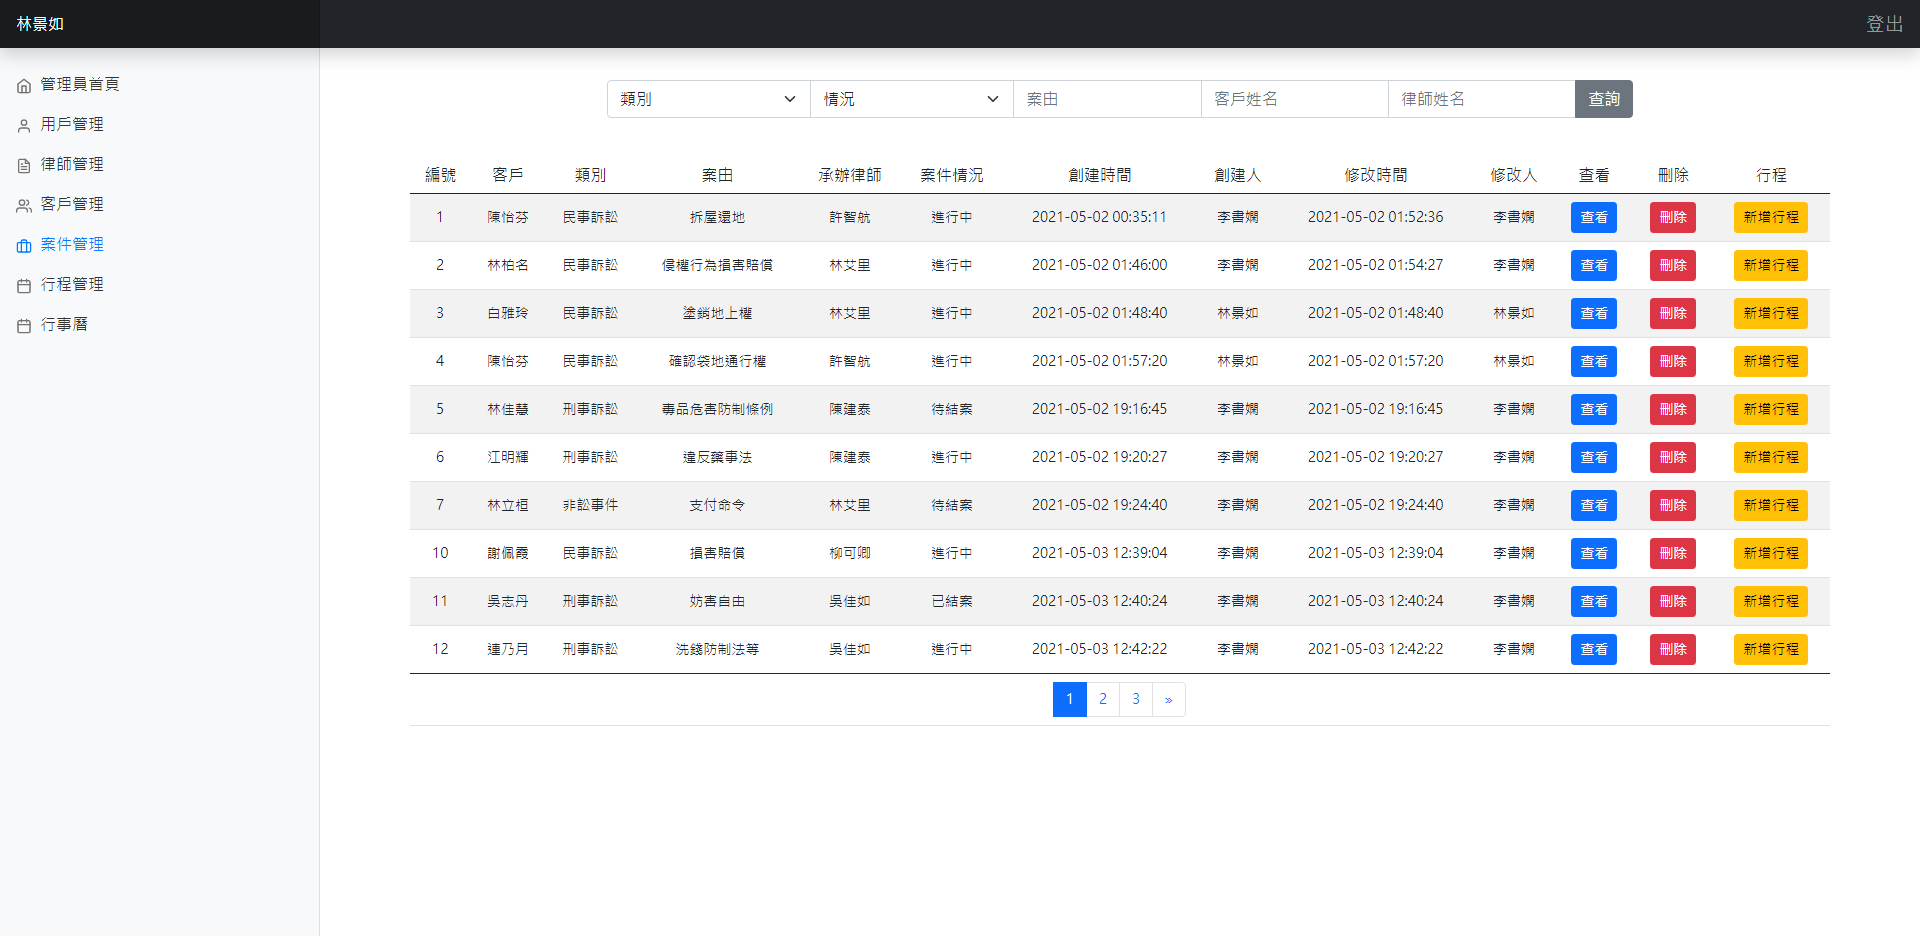 林景如 登出
管理員首頁
用戶管理
律師管理
客戶管理
案件管理
行程管理
行事曆
類別 情況 案由 客戶姓名 律師姓名 查詢
編號 客戶 類別 案由 承辦律師 案件情況 創建時間 創建人 修改時間 修改人 查看 刪除 行程
1 陳怡芬 民事訴訟 拆屋還地 許智航 進行中 2021-05-02 00:35:11 李書嫻 2021-05-02 01:52:36 李書嫻 查看 刪除 新增行程
2 林柏名 民事訴訟 侵權行為損害賠償 林艾里 進行中 2021-05-02 01:46:00 李書嫻 2021-05-02 01:54:27 李書嫻 查看 刪除 新增行程
3 白雅玲 民事訴訟 塗銷地上權 林艾里 進行中 2021-05-02 01:48:40 林景如 2021-05-02 01:48:40 林景如 查看 刪除 新增行程
4 陳怡芬 民事訴訟 確認袋地通行權 許智航 進行中 2021-05-02 01:57:20 林景如 2021-05-02 01:57:20 林景如 查看 刪除 新增行程
5 林佳慧 刑事訴訟 毒品危害防制條例 陳建泰 待結案 2021-05-02 19:16:45 李書嫻 2021-05-02 19:16:45 李書嫻 查看 刪除 新增行程
6 江明輝 刑事訴訟 違反藥事法 陳建泰 進行中 2021-05-02 19:20:27 李書嫻 2021-05-02 19:20:27 李書嫻 查看 刪除 新增行程
7 林立桓 非訟事件 支付命令 林艾里 待結案 2021-05-02 19:24:40 李書嫻 2021-05-02 19:24:40 李書嫻 查看 刪除 新增行程
10 謝佩霞 民事訴訟 損害賠償 柳可卿 進行中 2021-05-03 12:39:04 李書嫻 2021-05-03 12:39:04 李書嫻 查看 刪除 新增行程
11 吳志丹 刑事訴訟 妨害自由 吳佳如 已結案 2021-05-03 12:40:24 李書嫻 2021-05-03 12:40:24 李書嫻 查看 刪除 新增行程
12 連乃月 刑事訴訟 洗錢防制法等 吳佳如 進行中 2021-05-03 12:42:22 李書嫻 2021-05-03 12:42:22 李書嫻 查看 刪除 新增行程
1 2 3 »